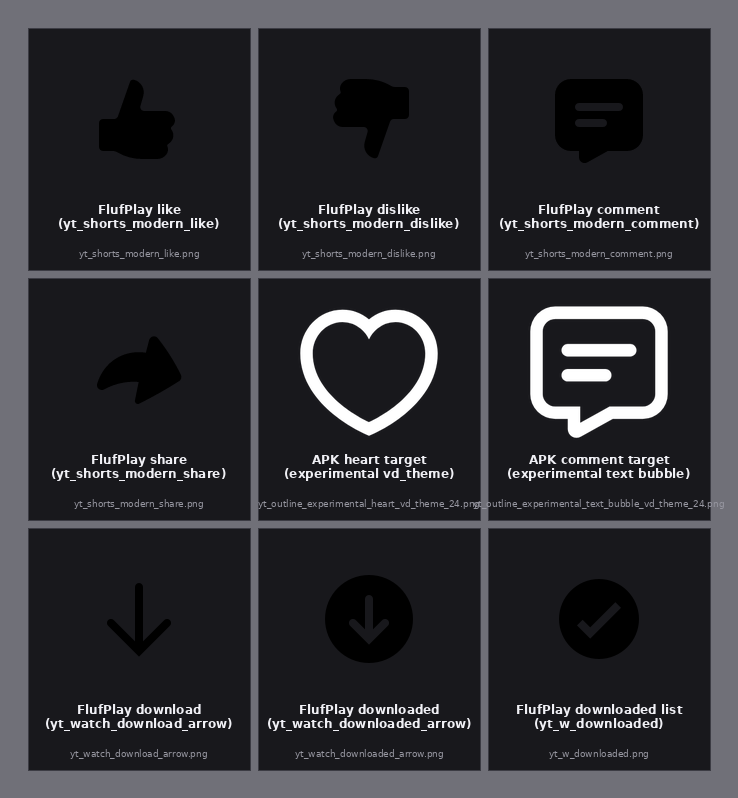 FlufPlay like
(yt_shorts_modern_like)
yt_shorts_modern_like.png
FlufPlay dislike
(yt_shorts_modern_dislike)
yt_shorts_modern_dislike.png
FlufPlay comment
(yt_shorts_modern_comment)
yt_shorts_modern_comment.png
FlufPlay share
(yt_shorts_modern_share)
yt_shorts_modern_share.png
APK heart target
(experimental vd_theme)
yt_outline_experimental_heart_vd_theme_24.png
APK comment target
(experimental text bubble)
yt_outline_experimental_text_bubble_vd_theme_24.png
FlufPlay download
(yt_watch_download_arrow)
yt_watch_download_arrow.png
FlufPlay downloaded
(yt_watch_downloaded_arrow)
yt_watch_downloaded_arrow.png
FlufPlay downloaded list
(yt_w_downloaded)
yt_w_downloaded.png